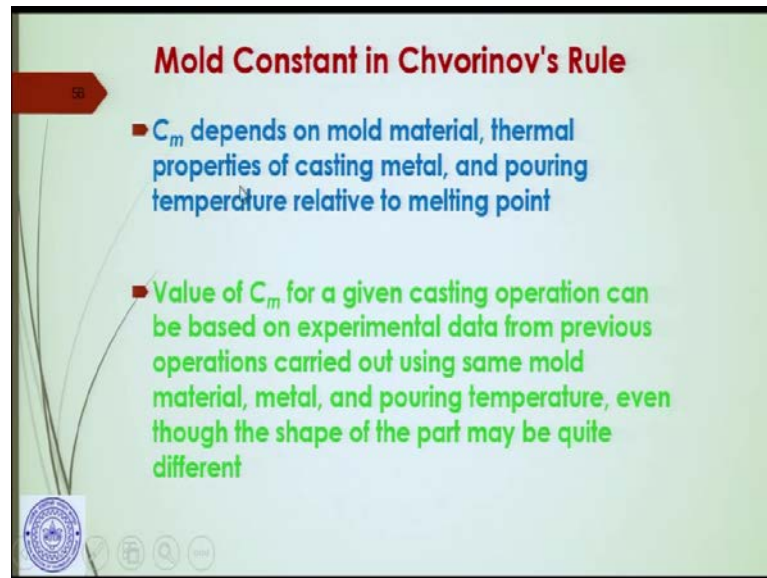 Mold Constant in Chvorinov's Rule
58
Cm depends on mold material, thermal
properties of casting metal, and pouring
temperature relative to melting point
Value of Cm for a given casting operation can
be based on experimental data from previous
operations carried out using same mold
material, metal, and pouring temperature, even
though the shape of the part may be quite
different